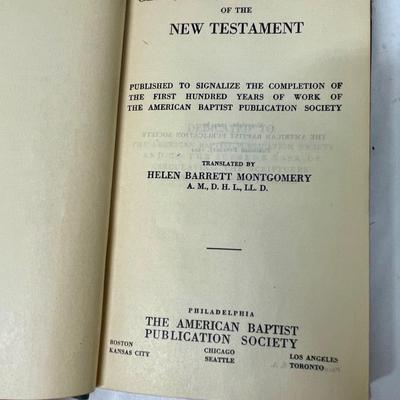 OF THE
NEW TESTAMENT
PUBLISHED TO SIGNALIZE THE COMPLETION OF
THE FIRST HUNDRED YEARS OF WORK OF
THE AMERICAN BAPTIST PUBLICATION SOCIETY
DEDICATED TO
TRANSLATED BY
HELEN BARRETT MONTGOMERY
A. M., D. H. L., LL. D.
PHILADELPHIA
THE AMERICAN BAPTIST
PUBLICATION SOCIETY
BOSTON CHICAGO LOS ANGELES
KANSAS CITY SEATTLE TORONTO